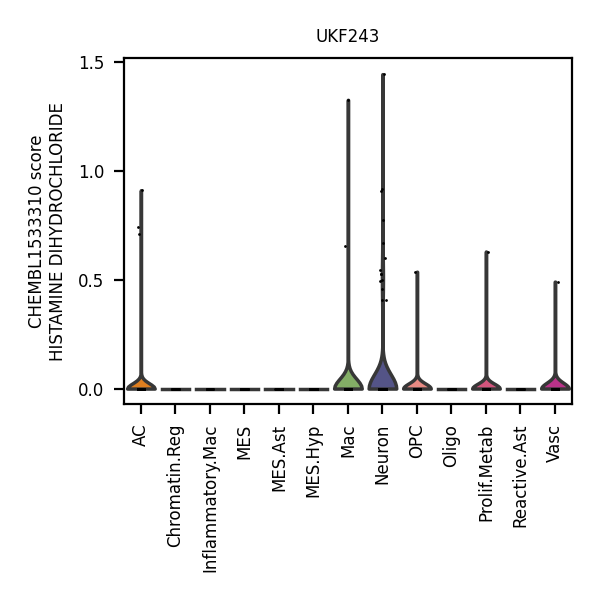 UKF243
CHEMBL1533310 score
HISTAMINE DIHYDROCHLORIDE
1.5
1.0
0.5
0.0
AC
Chromatin.Reg
Inflammatory.Mac
MES
MES.Ast
MES.Hyp
Mac
Neuron
OPC
Oligo
Prolif.Metab
Reactive.Ast
Vasc